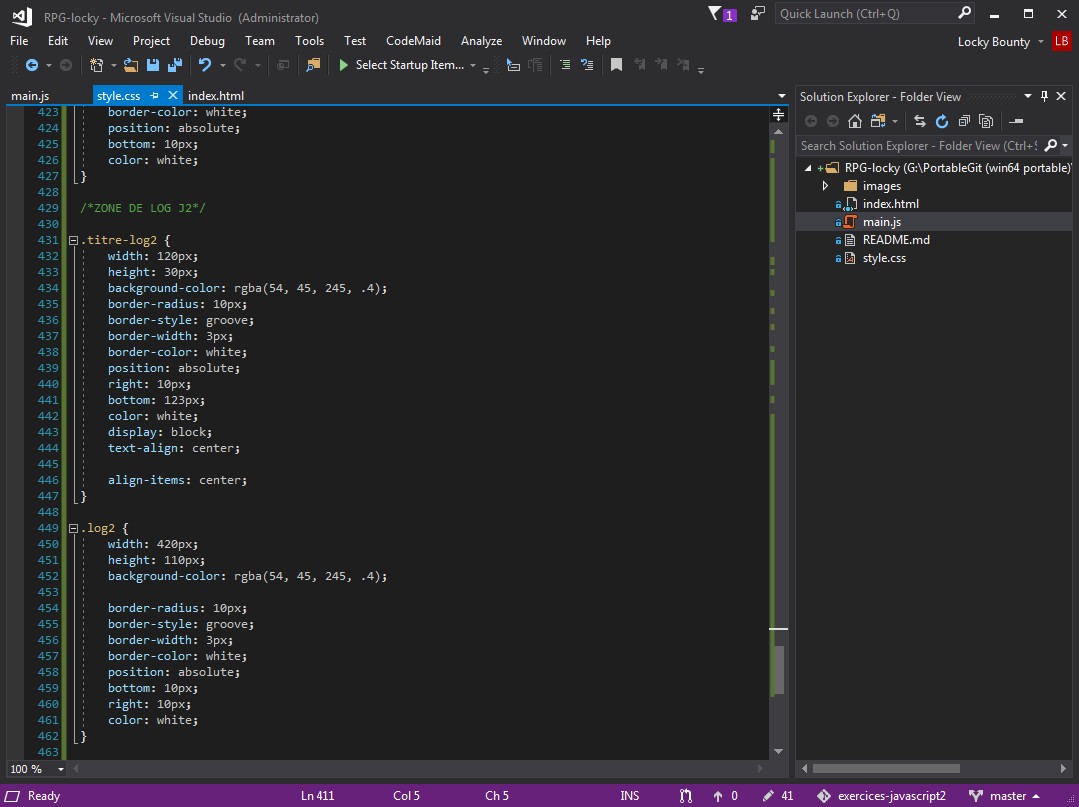 RPG-locky - Microsoft Visual Studio (Administrator)
1
Quick Launch (Ctrl+Q)
File Edit View Project Debug Team Tools Test CodeMaid Analyze Window Help
Locky Bounty LB
Select Startup Item...
main.js style.css index.html
423 border-color: white;
424 position: absolute;
425 bottom: 10px;
426 color: white;
427 }
428
429 /*ZONE DE LOG J2*/
430
431 .titre-log2 {
432 width: 120px;
433 height: 30px;
434 background-color: rgba(54, 45, 245, .4);
435 border-radius: 10px;
436 border-style: groove;
437 border-width: 3px;
438 border-color: white;
439 position: absolute;
440 right: 10px;
441 bottom: 123px;
442 color: white;
443 display: block;
444 text-align: center;
445
446 align-items: center;
447 }
448
449 .log2 {
450 width: 420px;
451 height: 110px;
452 background-color: rgba(54, 45, 245, .4);
453
454 border-radius: 10px;
455 border-style: groove;
456 border-width: 3px;
457 border-color: white;
458 position: absolute;
459 bottom: 10px;
460 right: 10px;
461 color: white;
462 }
463
100 %
Solution Explorer - Folder View
Search Solution Explorer - Folder View (Ctrl+
RPG-locky (G:\PortableGit (win64 portable)
images
index.html
main.js
README.md
style.css
Ready Ln 411 Col 5 Ch 5 INS 0 41 exercices-javascript2 master